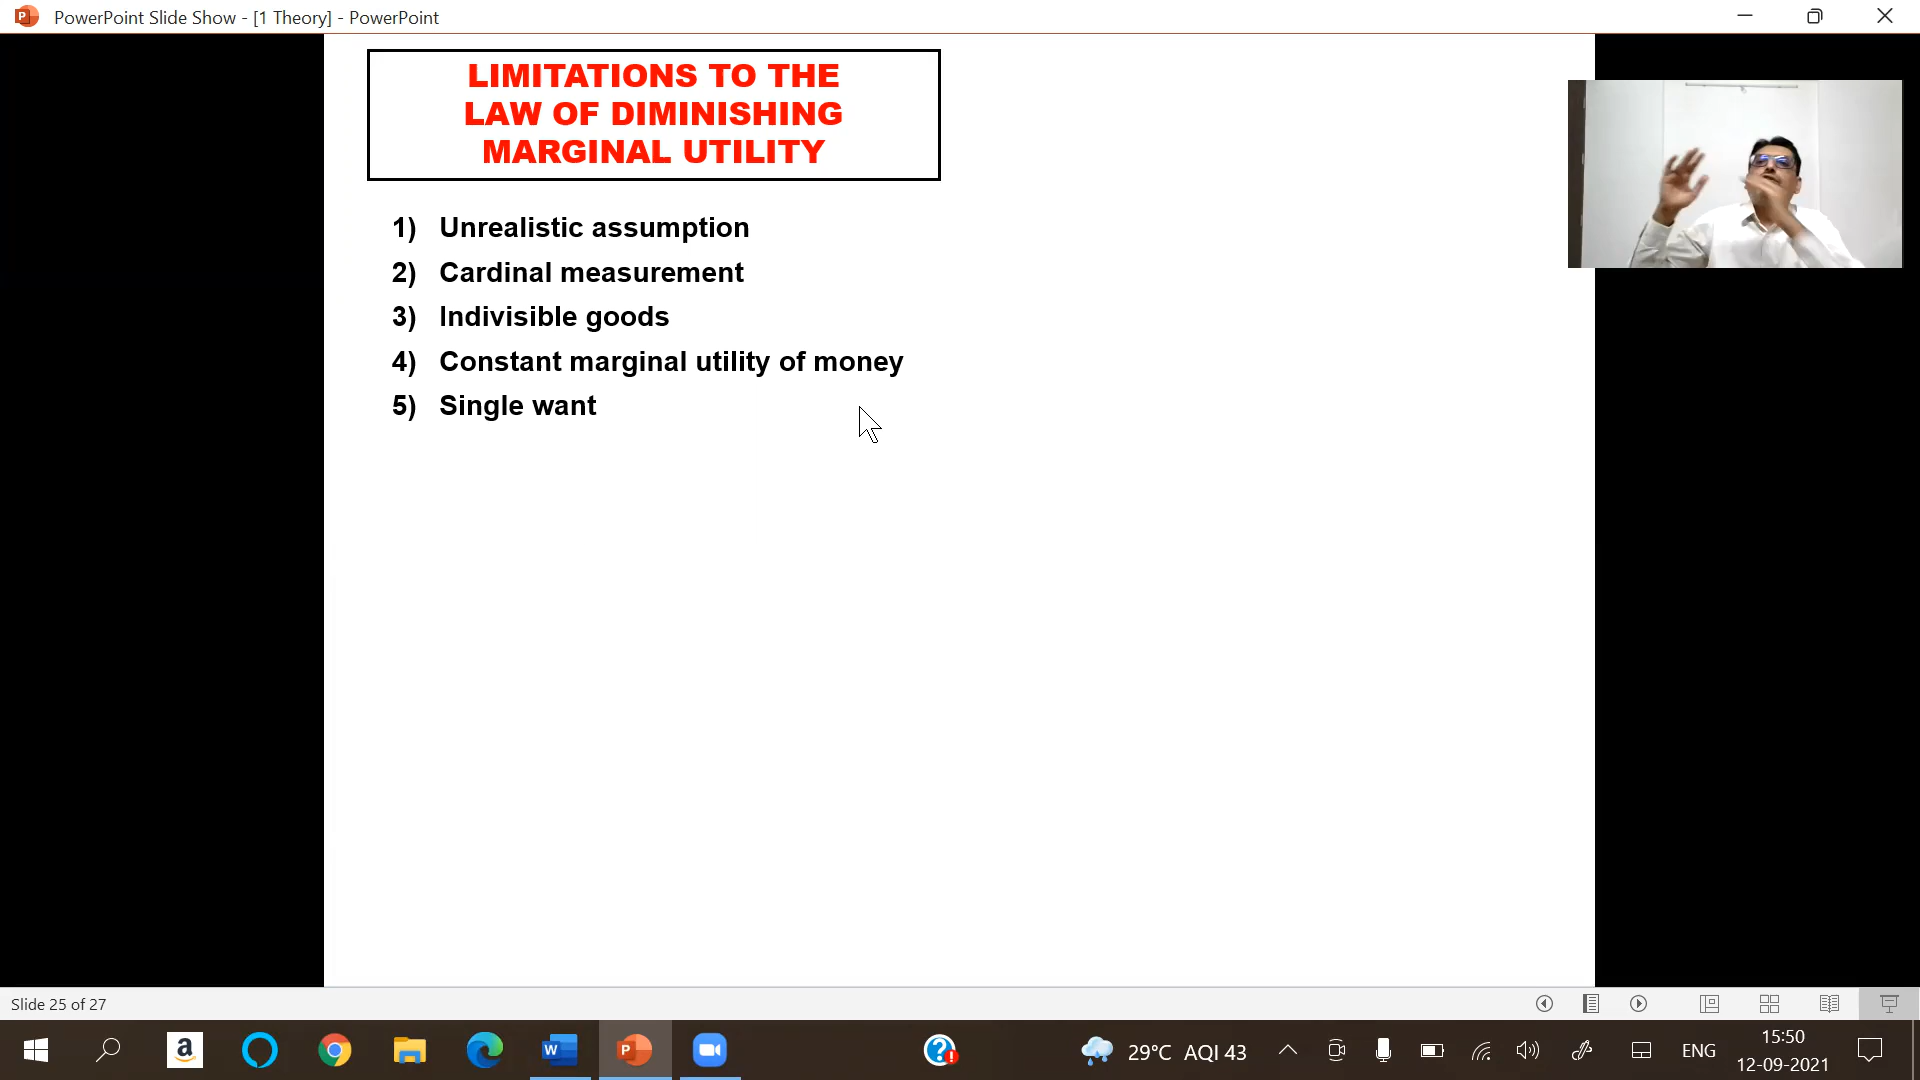 PowerPoint Slide Show - [1 Theory] - PowerPoint
LIMITATIONS TO THE
LAW OF DIMINISHING
MARGINAL UTILITY
1) Unrealistic assumption
2) Cardinal measurement
3) Indivisible goods
4) Constant marginal utility of money
5) Single want
Slide 25 of 27
29°C AQI 43
ENG
15:50
12-09-2021